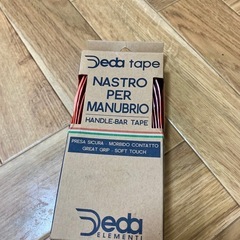 Deda tape
NASTRO
PER
MANUBRIO
HANDLE-BAR TAPE
PRESA SICURA · MORBIDO CONTATTO
GREAT GRIP · SOFT TOUCH
Deda
ELEMENTI